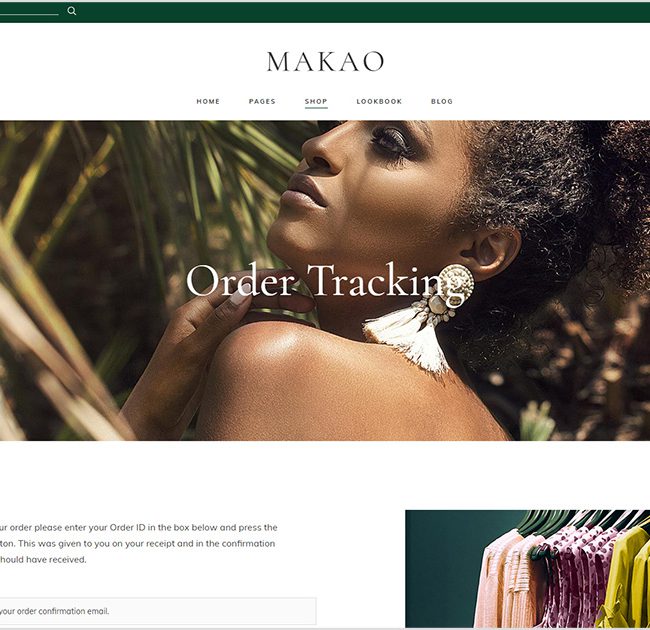 MAKAO
HOME PAGES SHOP LOOKBOOK BLOG
Order Tracking
ur order please enter your Order ID in the box below and press the
ton. This was given to you on your receipt and in the confirmation
hould have received.
your order confirmation email.